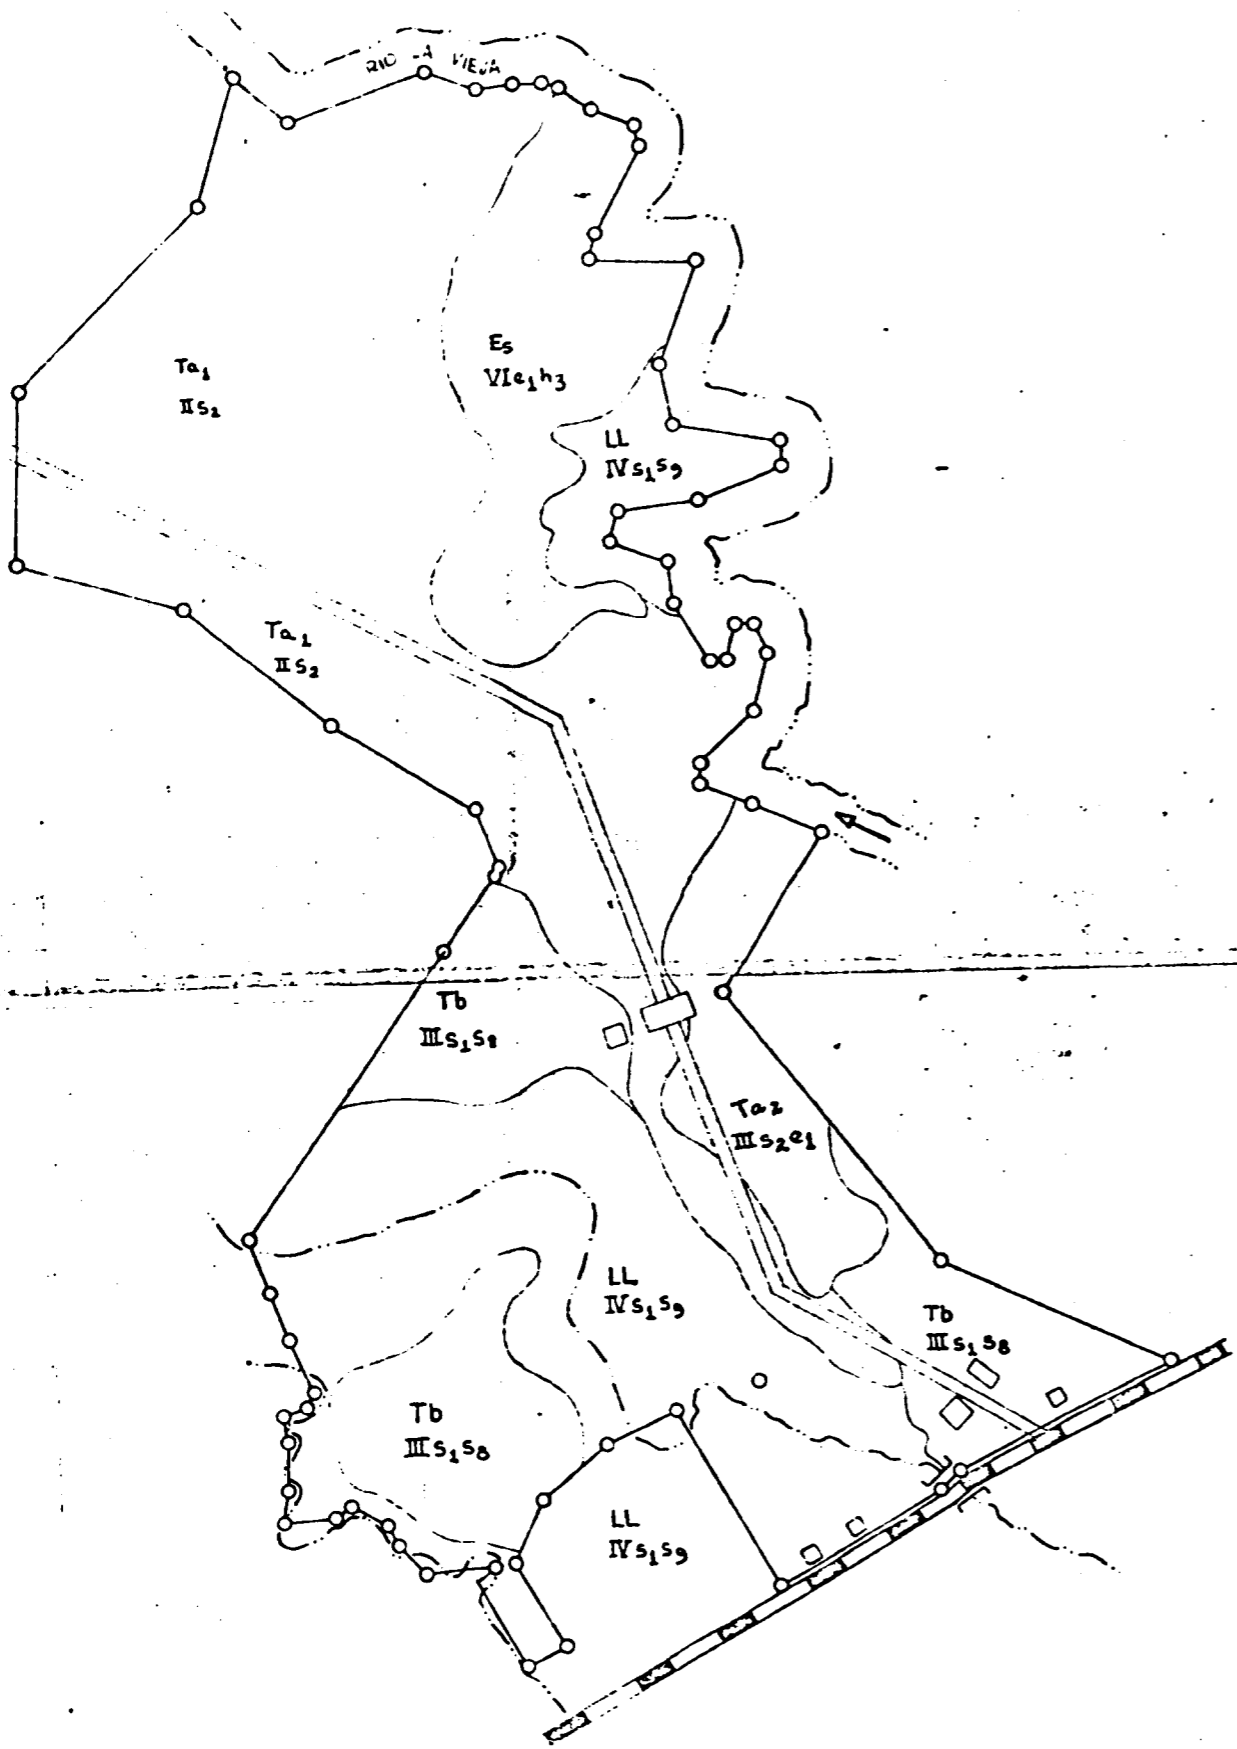 RIO LA VIEJA
Es
VIe₁h₃
Ta₁
IIs₂
LL
IVs₁s₉
Ta₁
IIs₂
Tb
IIIs₁s₈
Ta₂
IIIs₂e₁
LL
IVs₁s₉
Tb
IIIs₁s₈
Tb
IIIs₁s₈
LL
IVs₁s₉